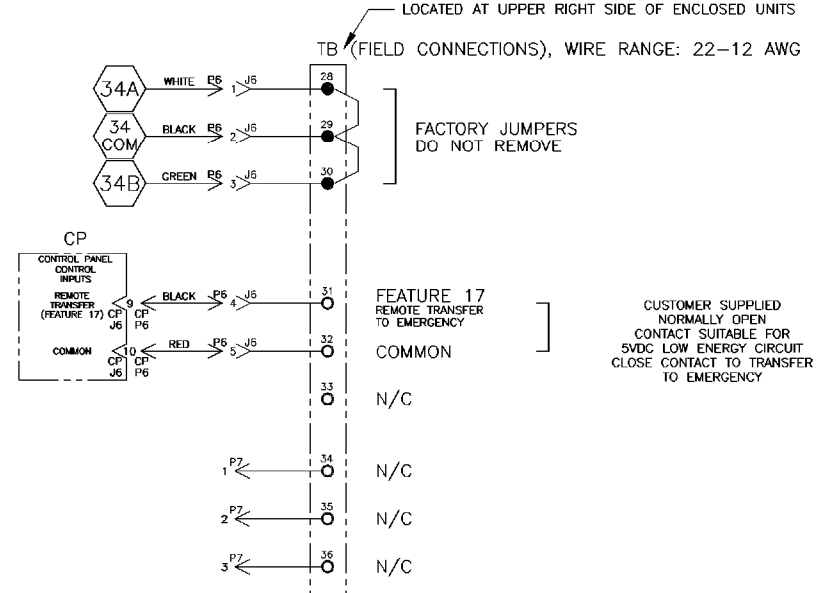 LOCATED AT UPPER RIGHT SIDE OF ENCLOSED UNITS
TB (FIELD CONNECTIONS), WIRE RANGE: 22-12 AWG
34A WHITE P6 1 J6 28
34 COM BLACK P6 2 J6 29
34B GREEN P6 3 J6 30
FACTORY JUMPERS
DO NOT REMOVE
CP
CONTROL PANEL
CONTROL
INPUTS
REMOTE
TRANSFER
(FEATURE 17) CP J6 9 CP P6 BLACK P6 4 J6 31
FEATURE 17
REMOTE TRANSFER
TO EMERGENCY
COMMON CP J6 10 CP P6 RED P6 5 J6 32 COMMON
CUSTOMER SUPPLIED
NORMALLY OPEN
CONTACT SUITABLE FOR
5VDC LOW ENERGY CIRCUIT
CLOSE CONTACT TO TRANSFER
TO EMERGENCY
33 N/C
1 P7 34 N/C
2 P7 35 N/C
3 P7 36 N/C